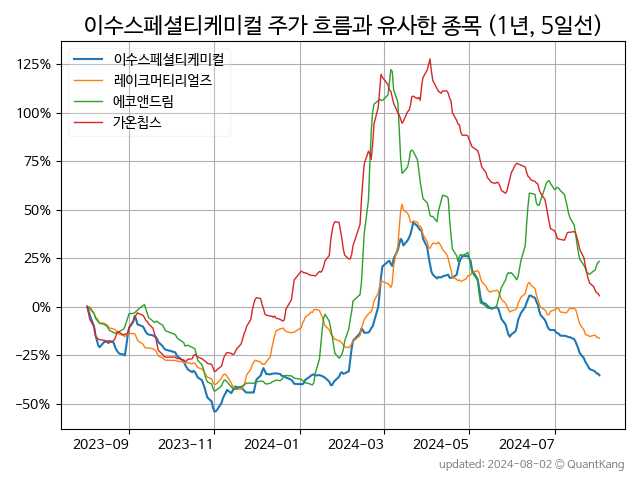 이수스페셜티케미컬 주가 흐름과 유사한 종목 (1년, 5일선)
이수스페셜티케미컬
레이크머티리얼즈
에코앤드림
가온칩스
125%
100%
75%
50%
25%
0%
−25%
−50%
2023-09 2023-11 2024-01 2024-03 2024-05 2024-07
updated: 2024-08-02 © QuantKang